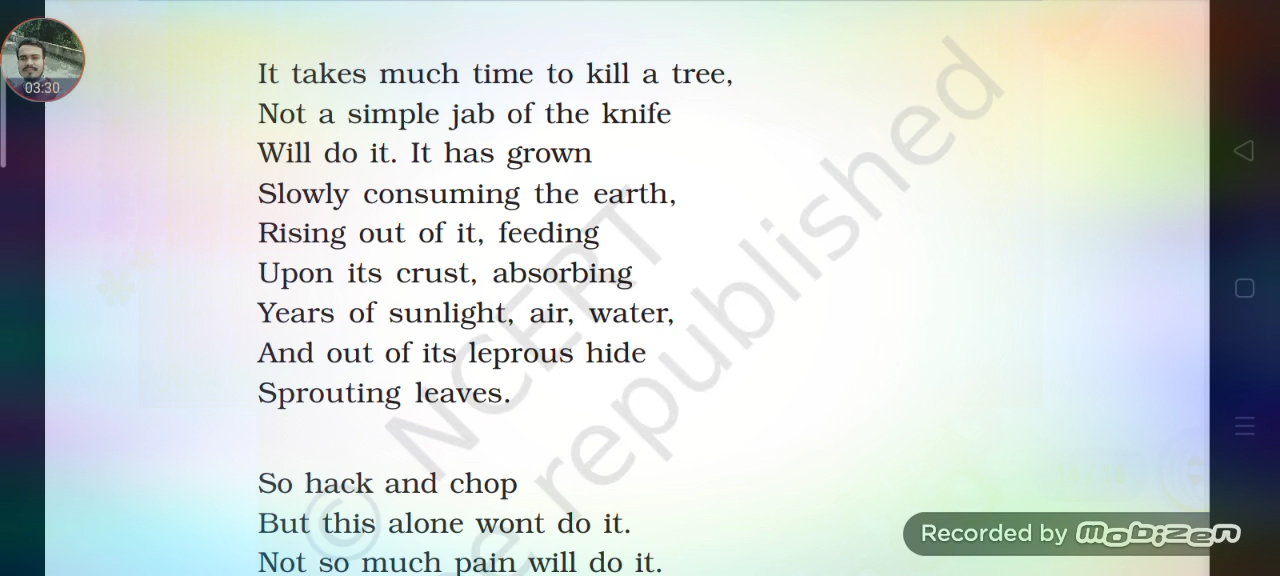 03:30
It takes much time to kill a tree,
Not a simple jab of the knife
Will do it. It has grown
Slowly consuming the earth,
Rising out of it, feeding
Upon its crust, absorbing
Years of sunlight, air, water,
And out of its leprous hide
Sprouting leaves.
So hack and chop
But this alone wont do it.
Not so much pain will do it.
© NCERT
be republished
Recorded by mobizen